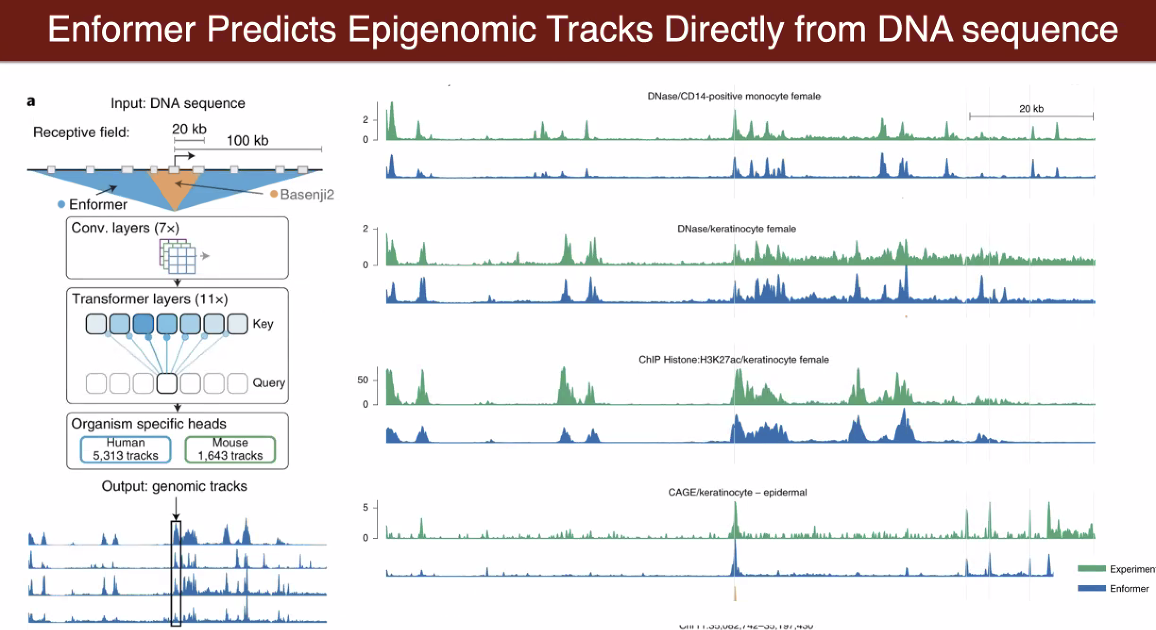 Enformer Predicts Epigenomic Tracks Directly from DNA sequence
a
Input: DNA sequence
Receptive field:
20 kb
100 kb
Enformer
Basenji2
Conv. layers (7×)
Transformer layers (11×)
Key
Query
Organism specific heads
Human
5,313 tracks
Mouse
1,643 tracks
Output: genomic tracks
DNase/CD14-positive monocyte female
20 kb
2
0
DNase/keratinocyte female
2
0
ChIP Histone:H3K27ac/keratinocyte female
50
0
CAGE/keratinocyte – epidermal
5
0
Experiment
Enformer